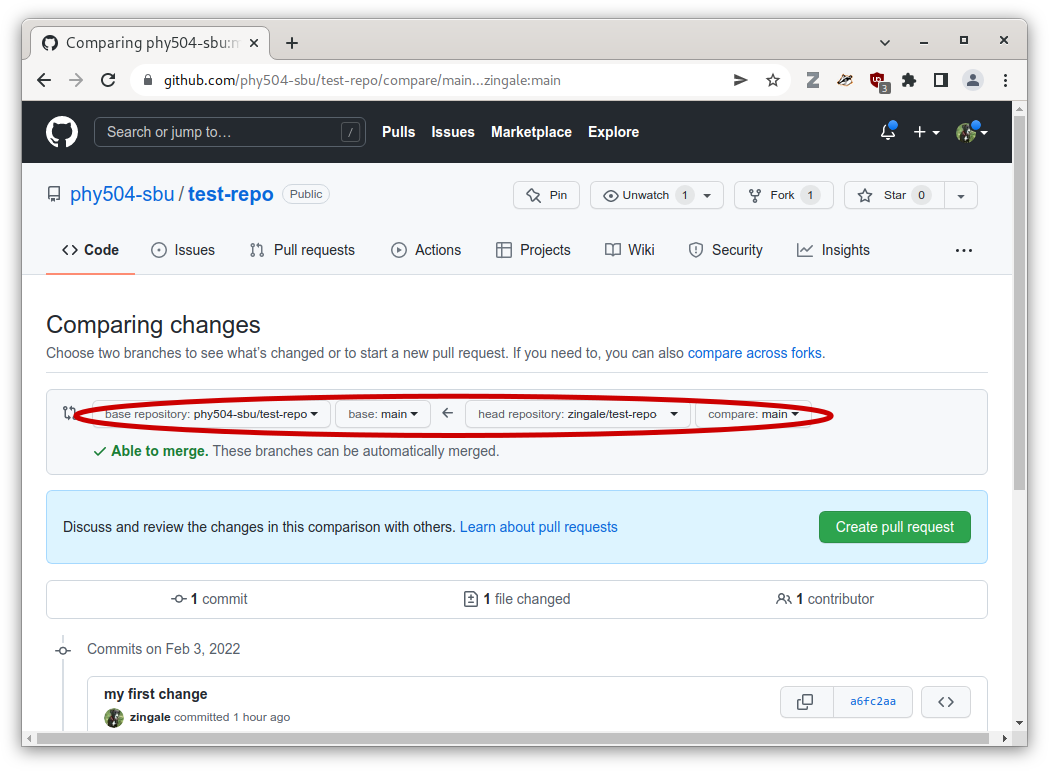 Comparing phy504-sbu:m
github.com/phy504-sbu/test-repo/compare/main...zingale:main
Z
3
Search or jump to…
/
Pulls Issues Marketplace Explore
phy504-sbu / test-repo Public
Pin
Unwatch 1
Fork 1
Star 0
Code Issues Pull requests Actions Projects Wiki Security Insights
Comparing changes
Choose two branches to see what's changed or to start a new pull request. If you need to, you can also compare across forks.
base repository: phy504-sbu/test-repo base: main head repository: zingale/test-repo compare: main
Able to merge. These branches can be automatically merged.
Discuss and review the changes in this comparison with others. Learn about pull requests
Create pull request
1 commit 1 file changed 1 contributor
Commits on Feb 3, 2022
my first change
a6fc2aa
zingale committed 1 hour ago